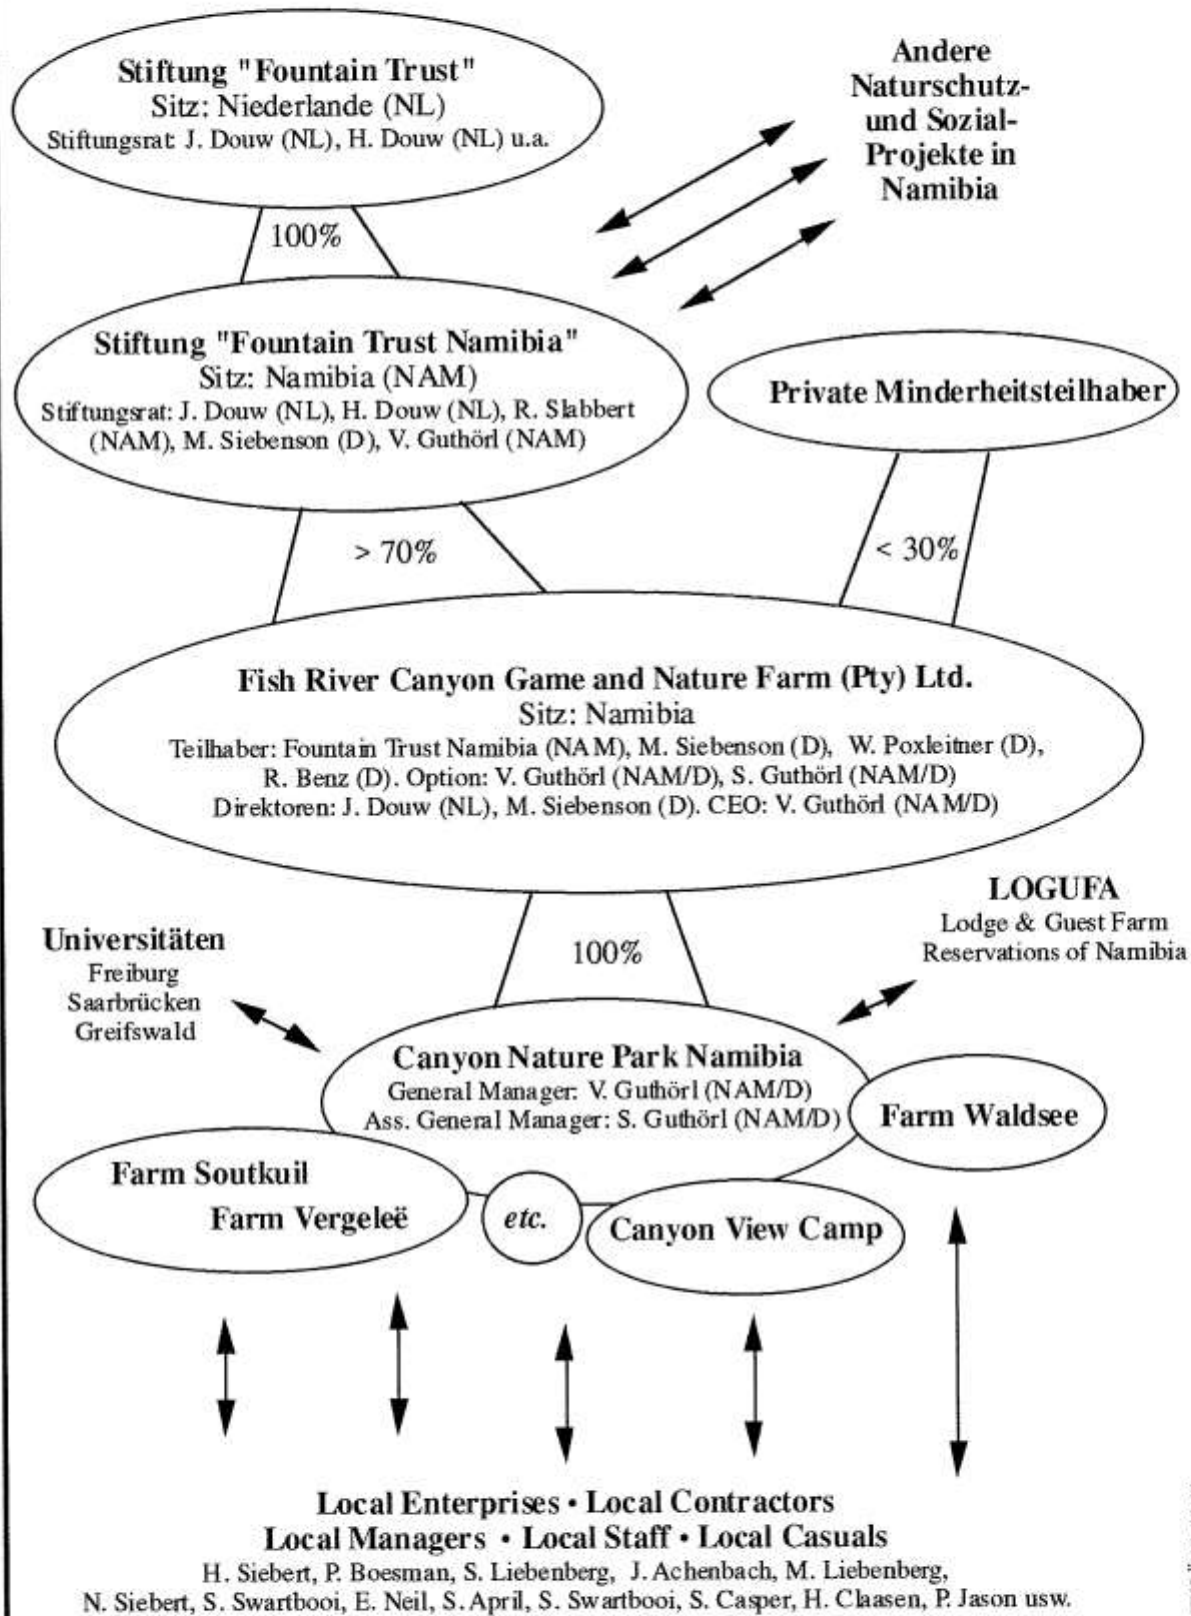 Stiftung "Fountain Trust"
Sitz: Niederlande (NL)
Stiftungsrat: J. Douw (NL), H. Douw (NL) u.a.
Andere
Naturschutz-
und Sozial-
Projekte in
Namibia
100%
Stiftung "Fountain Trust Namibia"
Sitz: Namibia (NAM)
Stiftungsrat: J. Douw (NL), H. Douw (NL), R. Slabbert
(NAM), M. Siebenson (D), V. Guthörl (NAM)
Private Minderheitsteilhaber
> 70%
< 30%
Fish River Canyon Game and Nature Farm (Pty) Ltd.
Sitz: Namibia
Teilhaber: Fountain Trust Namibia (NAM), M. Siebenson (D), W. Poxleitner (D),
R. Benz (D). Option: V. Guthörl (NAM/D), S. Guthörl (NAM/D)
Direktoren: J. Douw (NL), M. Siebenson (D). CEO: V. Guthörl (NAM/D)
100%
Universitäten
Freiburg
Saarbrücken
Greifswald
LOGUFA
Lodge & Guest Farm
Reservations of Namibia
Canyon Nature Park Namibia
General Manager: V. Guthörl (NAM/D)
Ass. General Manager: S. Guthörl (NAM/D)
Farm Waldsee
Farm Soutkuil
Farm Vergeleë
etc.
Canyon View Camp
Local Enterprises • Local Contractors
Local Managers • Local Staff • Local Casuals
H. Siebert, P. Boesman, S. Liebenberg, J. Achenbach, M. Liebenberg,
N. Siebert, S. Swartbooi, E. Neil, S. April, S. Swartbooi, S. Casper, H. Claasen, P. Jason usw.